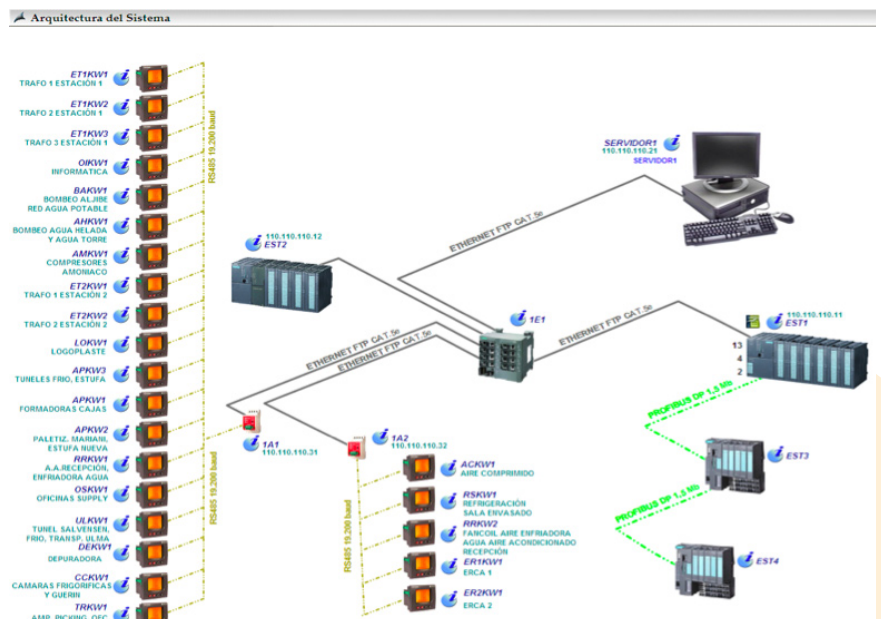 Arquitectura del Sistema
ET1KW1
TRAFO 1 ESTACIÓN 1
ET1KW2
TRAFO 2 ESTACIÓN 1
ET1KW3
TRAFO 3 ESTACIÓN 1
OIKW1
INFORMATICA
BAKW1
BOMBEO ALJIBE
RED AGUA POTABLE
AHKW1
BOMBEO AGUA HELADA
Y AGUA TORRE
AMKW1
COMPRESORES
AMONIACO
ET2KW1
TRAFO 1 ESTACIÓN 2
ET2KW2
TRAFO 2 ESTACIÓN 2
LOKW1
LOGOPLASTE
APKW3
TUNELES FRIO, ESTUFA
APKW1
FORMADORAS CAJAS
APKW2
PALETIZ. MARIANI,
ESTUFA NUEVA
RRKW1
A.A.RECEPCIÓN,
ENFRIADORA AGUA
OSKW1
OFICINAS SUPPLY
ULKW1
TUNEL SALVENSEN,
FRIO, TRANSP. ULMA
DEKW1
DEPURADORA
CCKW1
CAMARAS FRIGORIFICAS
Y GUERIN
TRKW1
AMP. PICKING, OFC
RS485 19.200 baud
RS485 19.200 baud
110.110.110.12
EST2
SERVIDOR1
110.110.110.21
SERVIDOR1
ETHERNET FTP CAT.5e
1E1
ETHERNET FTP CAT.5e
ETHERNET FTP CAT.5e
ETHERNET FTP CAT.5e
110.110.110.11
EST1
13
4
2
1A1
110.110.110.31
1A2
110.110.110.32
RS485 19.200 baud
ACKW1
AIRE COMPRIMIDO
RSKW1
REFRIGERACIÓN
SALA ENVASADO
RRKW2
FANCOIL AIRE ENFRIADORA
AGUA AIRE ACONDICIONADO
RECEPCIÓN
ER1KW1
ERCA 1
ER2KW1
ERCA 2
PROFIBUS DP 1,5 Mb
EST3
PROFIBUS DP 1,5 Mb
EST4